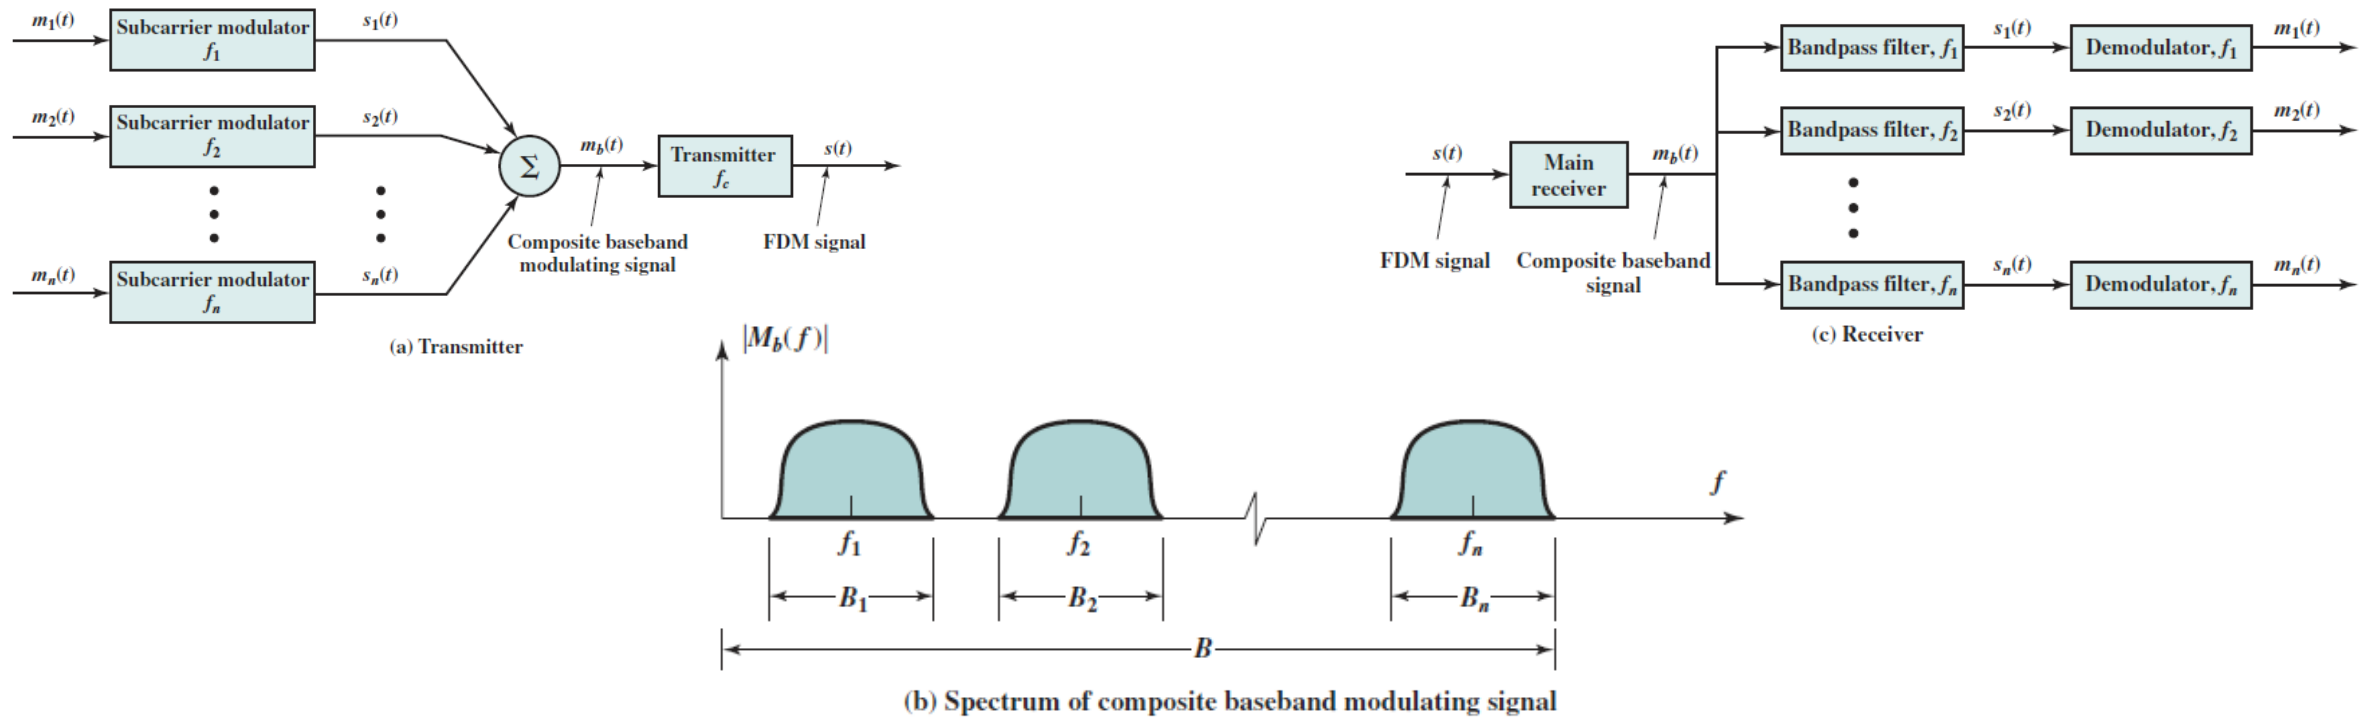 m1(t)
Subcarrier modulator
f1
s1(t)
m2(t)
Subcarrier modulator
f2
s2(t)
mn(t)
Subcarrier modulator
fn
sn(t)
Σ
mb(t)
Transmitter
fc
s(t)
Composite baseband
modulating signal
FDM signal
(a) Transmitter
s(t)
Main
receiver
mb(t)
FDM signal
Composite baseband
signal
Bandpass filter, f1
s1(t)
Demodulator, f1
m1(t)
Bandpass filter, f2
s2(t)
Demodulator, f2
m2(t)
Bandpass filter, fn
sn(t)
Demodulator, fn
mn(t)
(c) Receiver
|Mb(f)|
f
f1
f2
fn
B1
B2
Bn
B
(b) Spectrum of composite baseband modulating signal